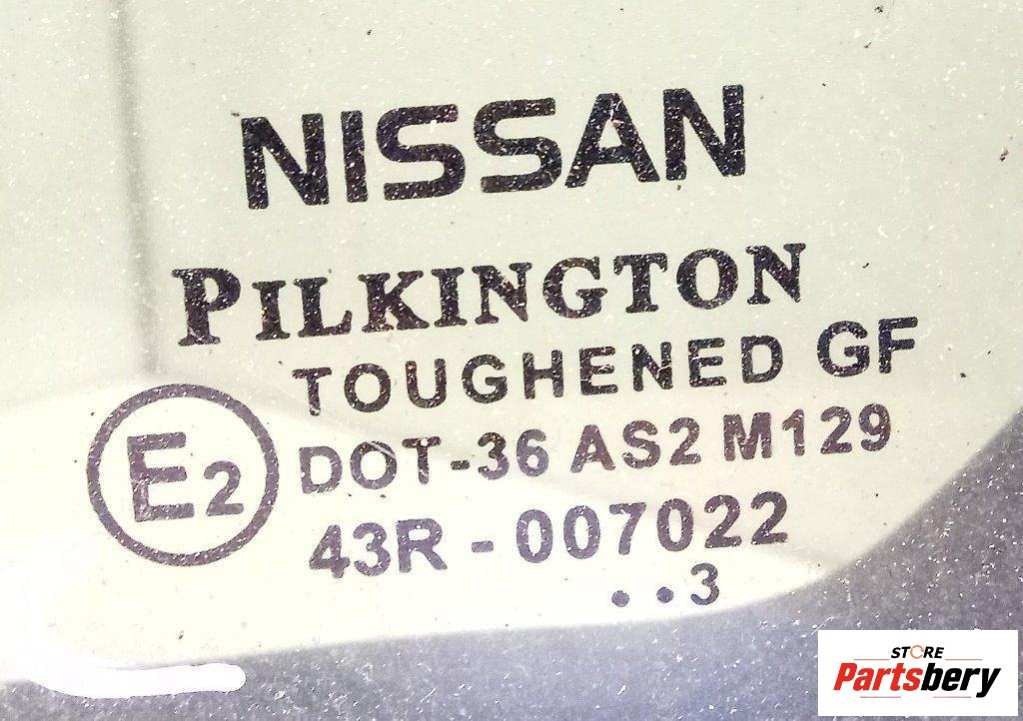 NISSAN
PILKINGTON
TOUGHENED GF
E2
DOT-36 AS2 M129
43R - 007022
..3
STORE
Partsbery